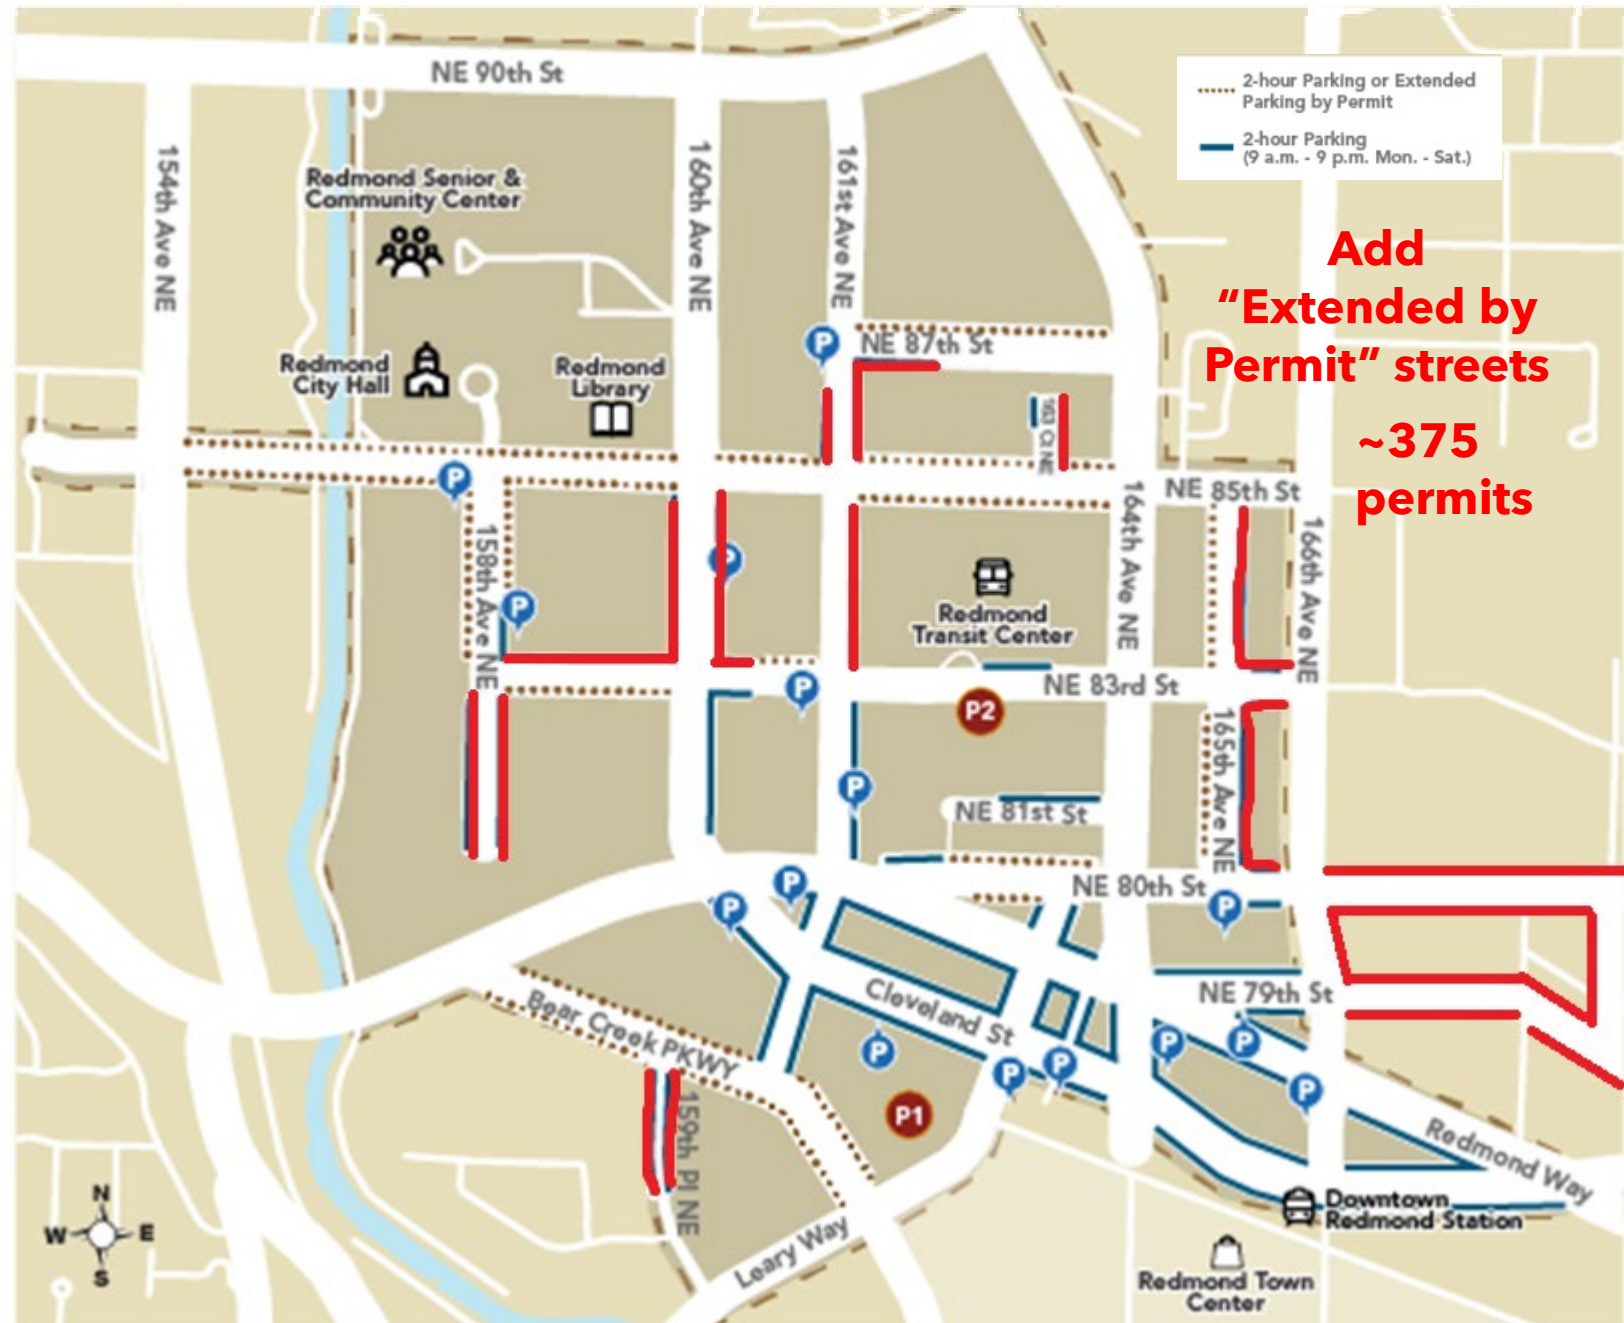 NE 90th St
2-hour Parking or Extended
Parking by Permit
2-hour Parking
(9 a.m. - 9 p.m. Mon. - Sat.)
154th Ave NE
160th Ave NE
161st Ave NE
Redmond Senior &
Community Center
Add
“Extended by
Permit” streets
~375
permits
P
NE 87th St
Redmond
City Hall
Redmond
Library
163 Ct NE
P
NE 85th St
164th Ave NE
166th Ave NE
158th Ave NE
P
P
Redmond
Transit Center
P
NE 83rd St
P2
165th Ave NE
P
NE 81st St
P
NE 80th St
P
P
Cleveland St
NE 79th St
Bear Creek PKWY
P
P
P
P
P
P
P1
159th Pl NE
Redmond Way
N
W
E
S
Leary Way
Downtown
Redmond Station
Redmond Town
Center